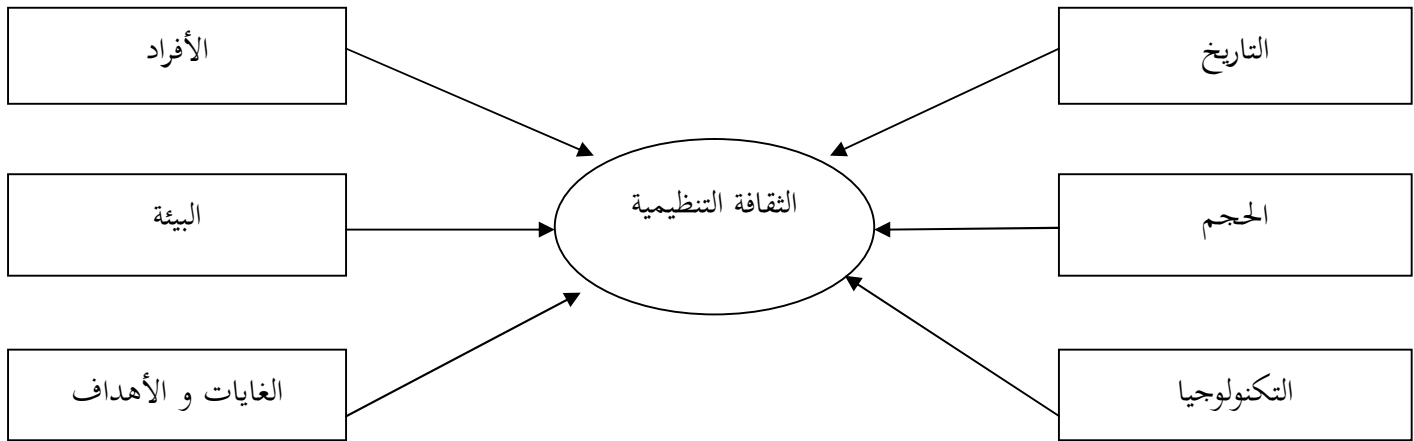 التاريخ
الأفراد
الثقافة التنظيمية
الحجم
البيئة
التكنولوجيا
الغايات و الأهداف